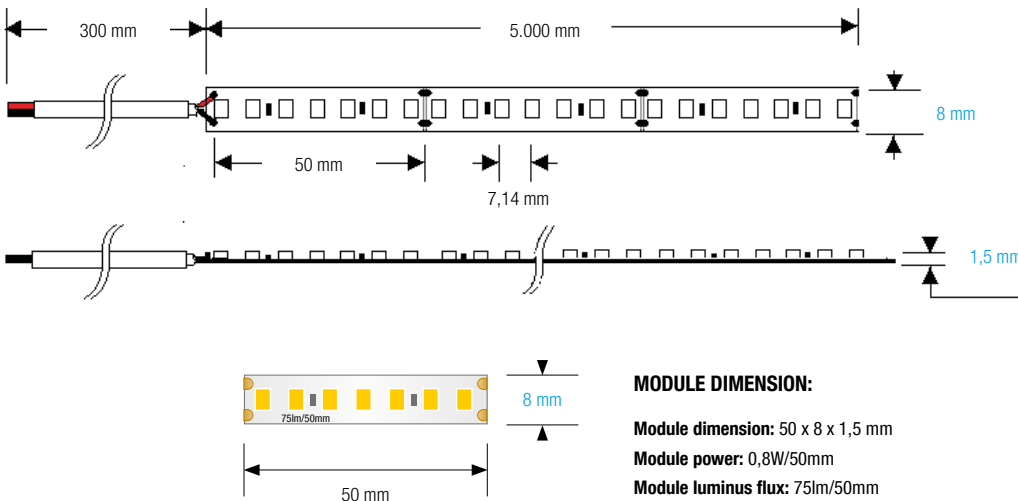 300 mm
5.000 mm
8 mm
50 mm
7,14 mm
1,5 mm
75lm/50mm
8 mm
50 mm
MODULE DIMENSION:
Module dimension: 50 x 8 x 1,5 mm
Module power: 0,8W/50mm
Module luminus flux: 75lm/50mm